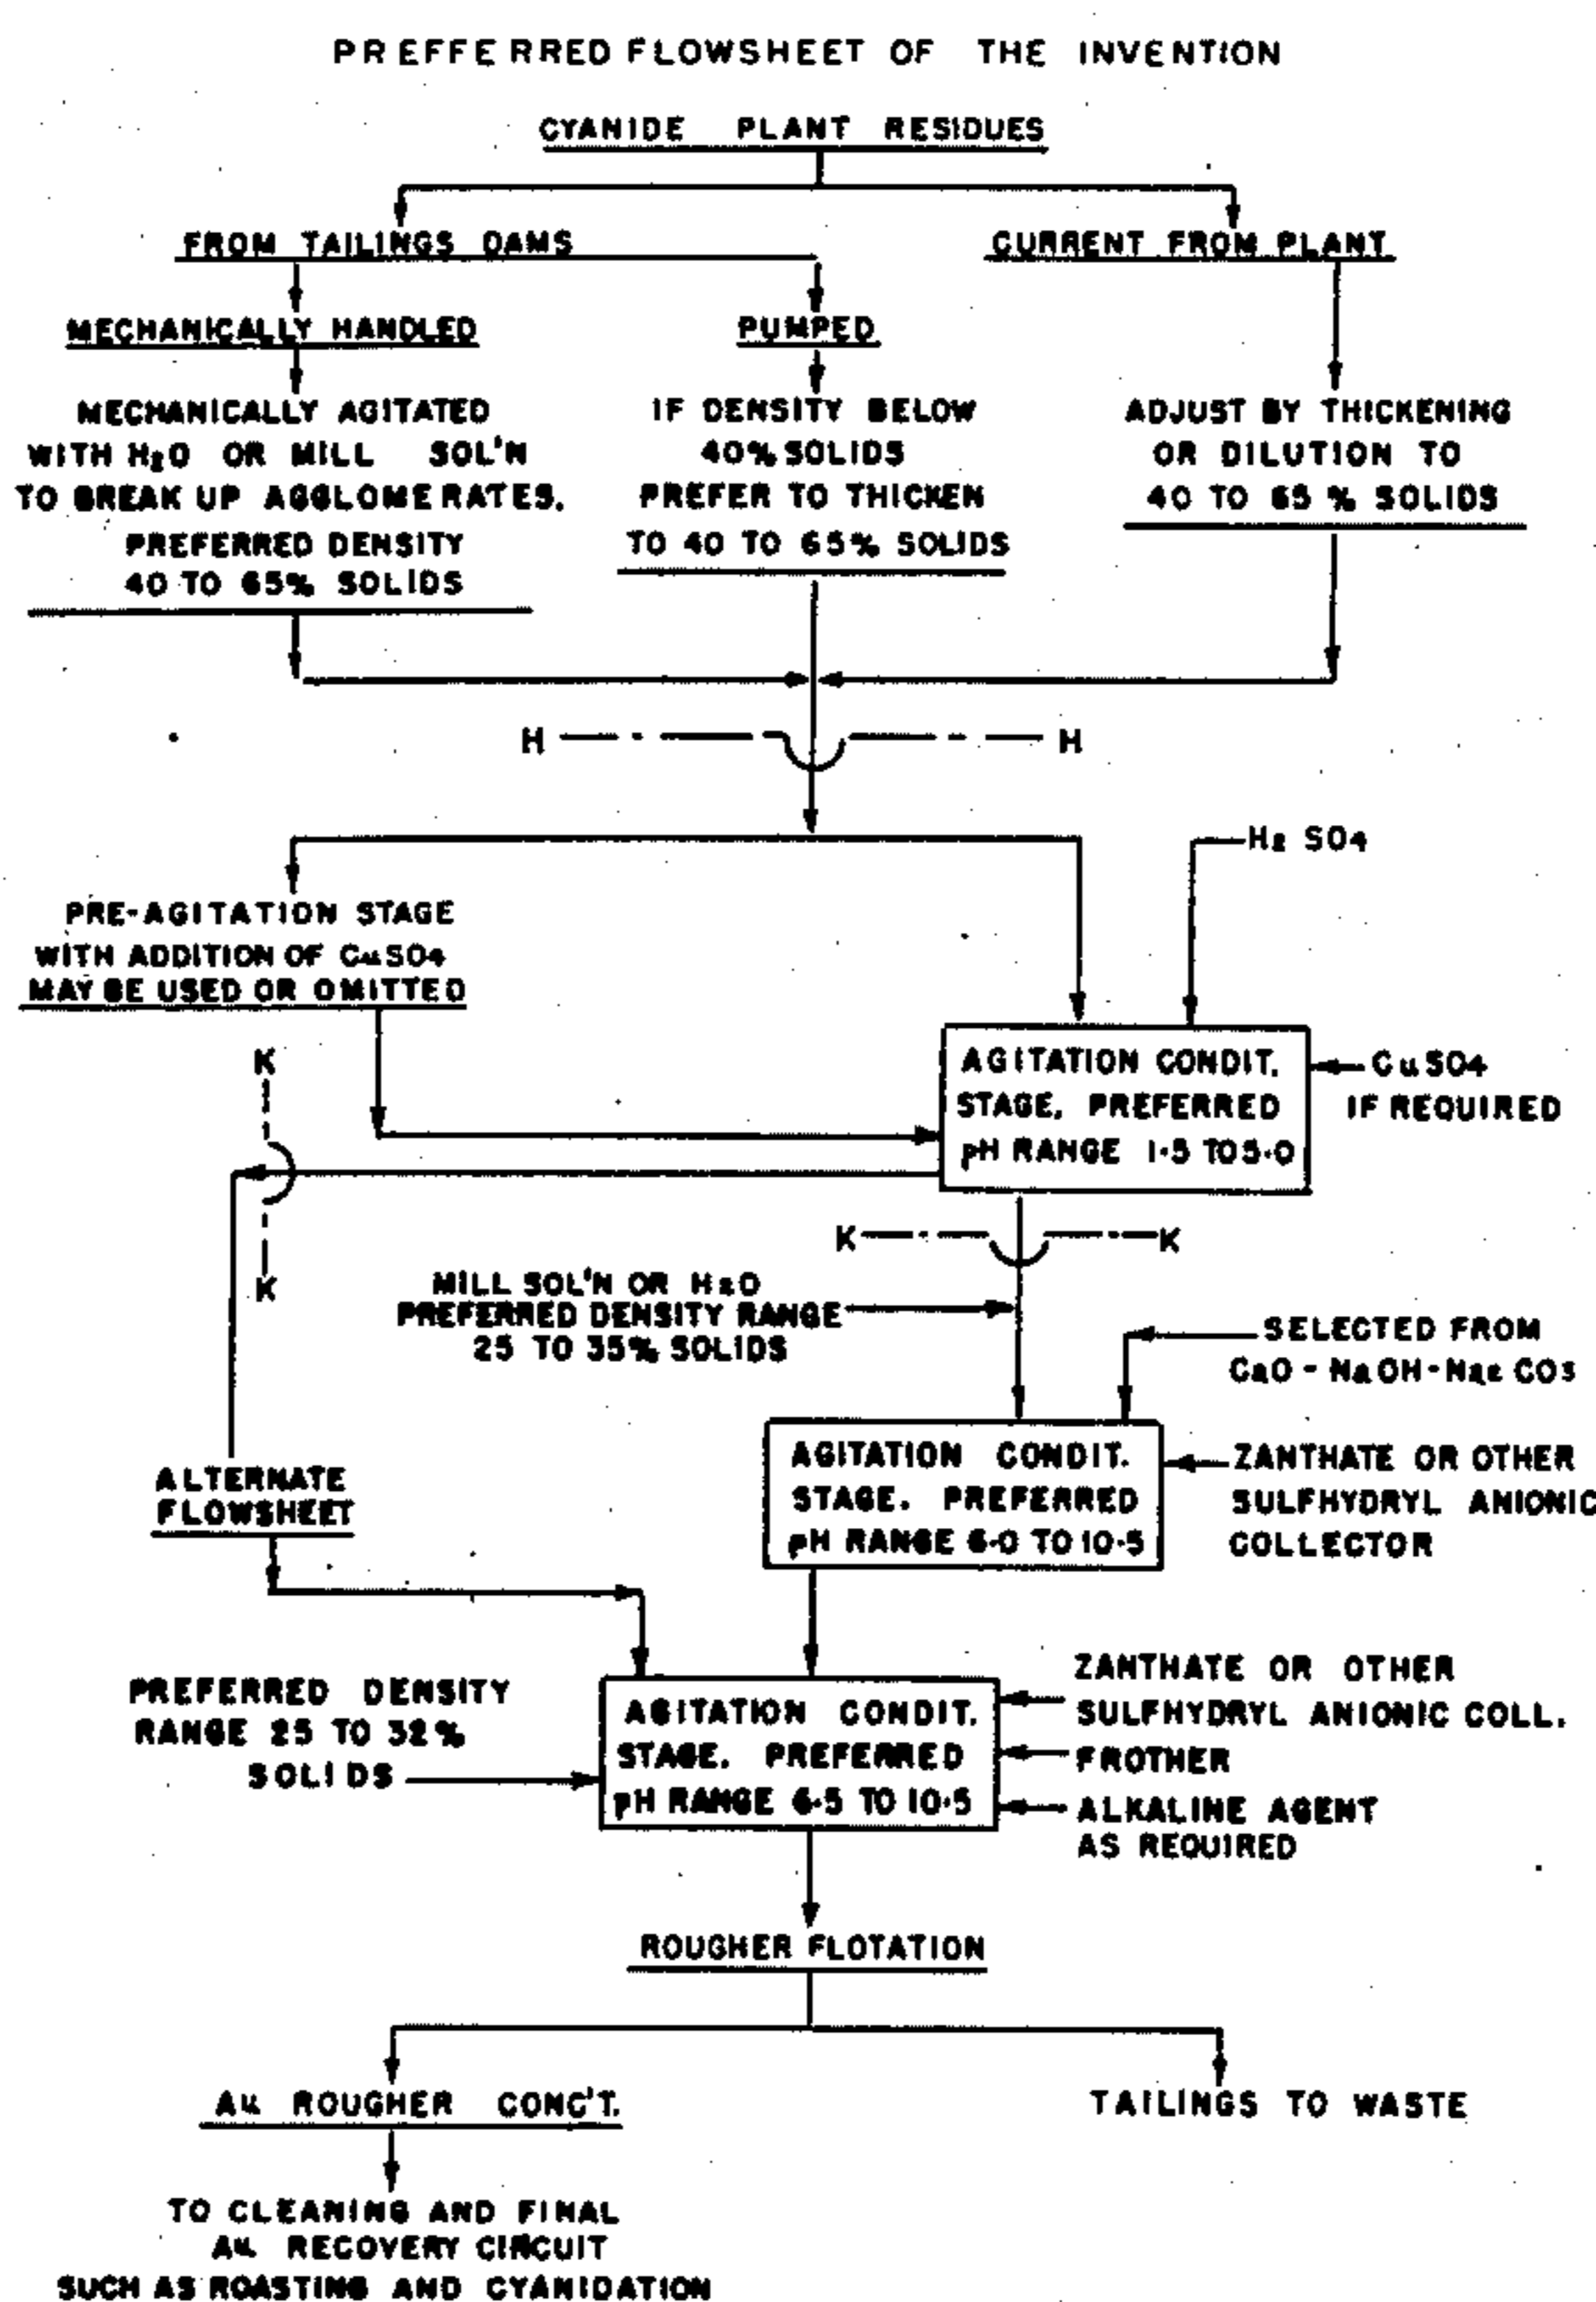 PREFFERRED FLOWSHEET OF THE INVENTION
CYANIDE PLANT RESIDUES
FROM TAILINGS DAMS
CURRENT FROM PLANT
MECHANICALLY HANDLED
PUMPED
MECHANICALLY AGITATED
WITH H2O OR MILL SOL'N
TO BREAK UP AGGLOMERATES.
PREFERRED DENSITY
40 TO 65% SOLIDS
IF DENSITY BELOW
40% SOLIDS
PREFER TO THICKEN
TO 40 TO 65% SOLIDS
ADJUST BY THICKENING
OR DILUTION TO
40 TO 65 % SOLIDS
H H
H2 SO4
PRE-AGITATION STAGE
WITH ADDITION OF CuSO4
MAY BE USED OR OMITTED
AGITATION CONDIT.
STAGE. PREFERRED
pH RANGE 1.5 TO 5.0
CuSO4
IF REQUIRED
K
K
K K
MILL SOL'N OR H2O
PREFERRED DENSITY RANGE
25 TO 35% SOLIDS
SELECTED FROM
CaO - NaOH - Na2 CO3
AGITATION CONDIT.
STAGE. PREFERRED
pH RANGE 6.0 TO 10.5
ZANTHATE OR OTHER
SULFHYDRYL ANIONIC
COLLECTOR
ALTERNATE
FLOWSHEET
PREFERRED DENSITY
RANGE 25 TO 32%
SOLIDS
AGITATION CONDIT.
STAGE. PREFERRED
pH RANGE 6.5 TO 10.5
ZANTHATE OR OTHER
SULFHYDRYL ANIONIC COLL.
FROTHER
ALKALINE AGENT
AS REQUIRED
ROUGHER FLOTATION
Au ROUGHER CONC'T.
TAILINGS TO WASTE
TO CLEANING AND FINAL
Au RECOVERY CIRCUIT
SUCH AS ROASTING AND CYANIDATION